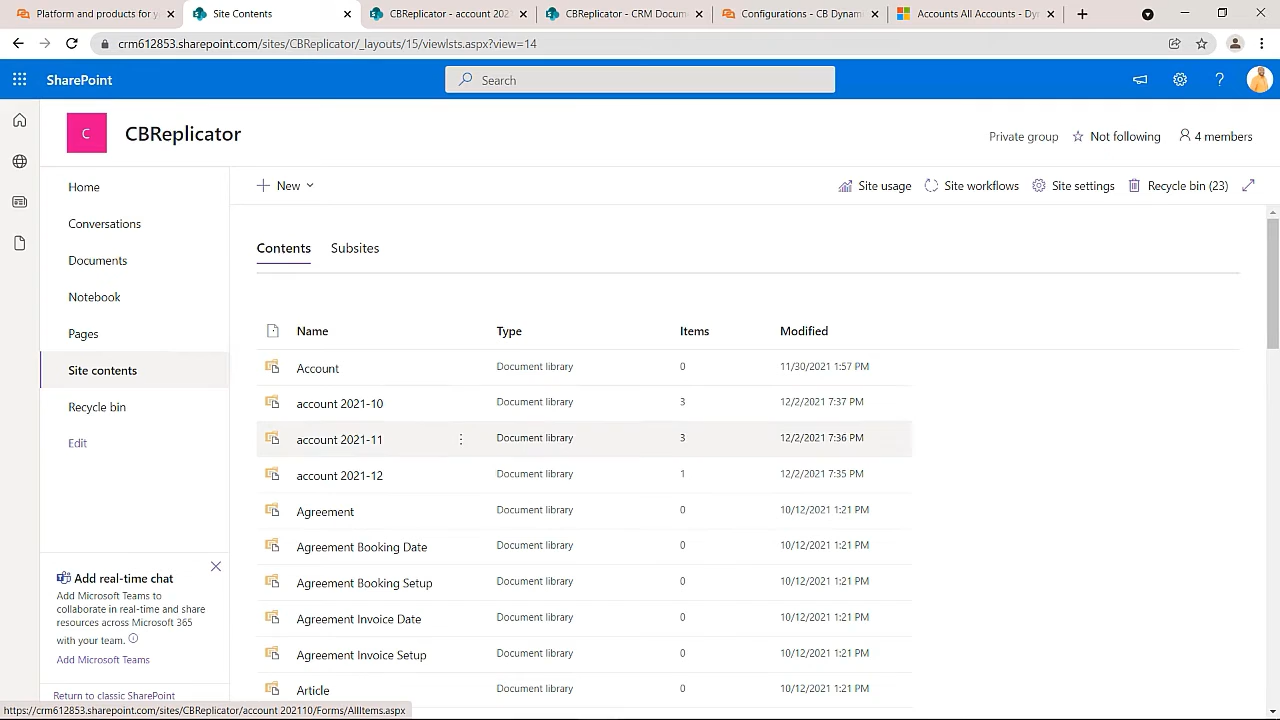 Platform and products for y
Site Contents
CBReplicator - account 202
CBReplicator - CRM Docum
Configurations - CB Dynam
Accounts All Accounts - Dy
crm612853.sharepoint.com/sites/CBReplicator/_layouts/15/viewlsts.aspx?view=14
SharePoint
Search
C
CBReplicator
Private group
Not following
4 members
Home
Conversations
Documents
Notebook
Pages
Site contents
Recycle bin
Edit
New
Site usage
Site workflows
Site settings
Recycle bin (23)
Contents
Subsites
Name Type Items Modified
Account Document library 0 11/30/2021 1:57 PM
account 2021-10 Document library 3 12/2/2021 7:37 PM
account 2021-11 Document library 3 12/2/2021 7:36 PM
account 2021-12 Document library 1 12/2/2021 7:35 PM
Agreement Document library 0 10/12/2021 1:21 PM
Agreement Booking Date Document library 0 10/12/2021 1:21 PM
Agreement Booking Setup Document library 0 10/12/2021 1:21 PM
Agreement Invoice Date Document library 0 10/12/2021 1:21 PM
Agreement Invoice Setup Document library 0 10/12/2021 1:21 PM
Article Document library 0 10/12/2021 1:21 PM
Add real-time chat
Add Microsoft Teams to
collaborate in real-time and share
resources across Microsoft 365
with your team.
Add Microsoft Teams
Return to classic SharePoint
https://crm612853.sharepoint.com/sites/CBReplicator/account 202110/Forms/AllItems.aspx